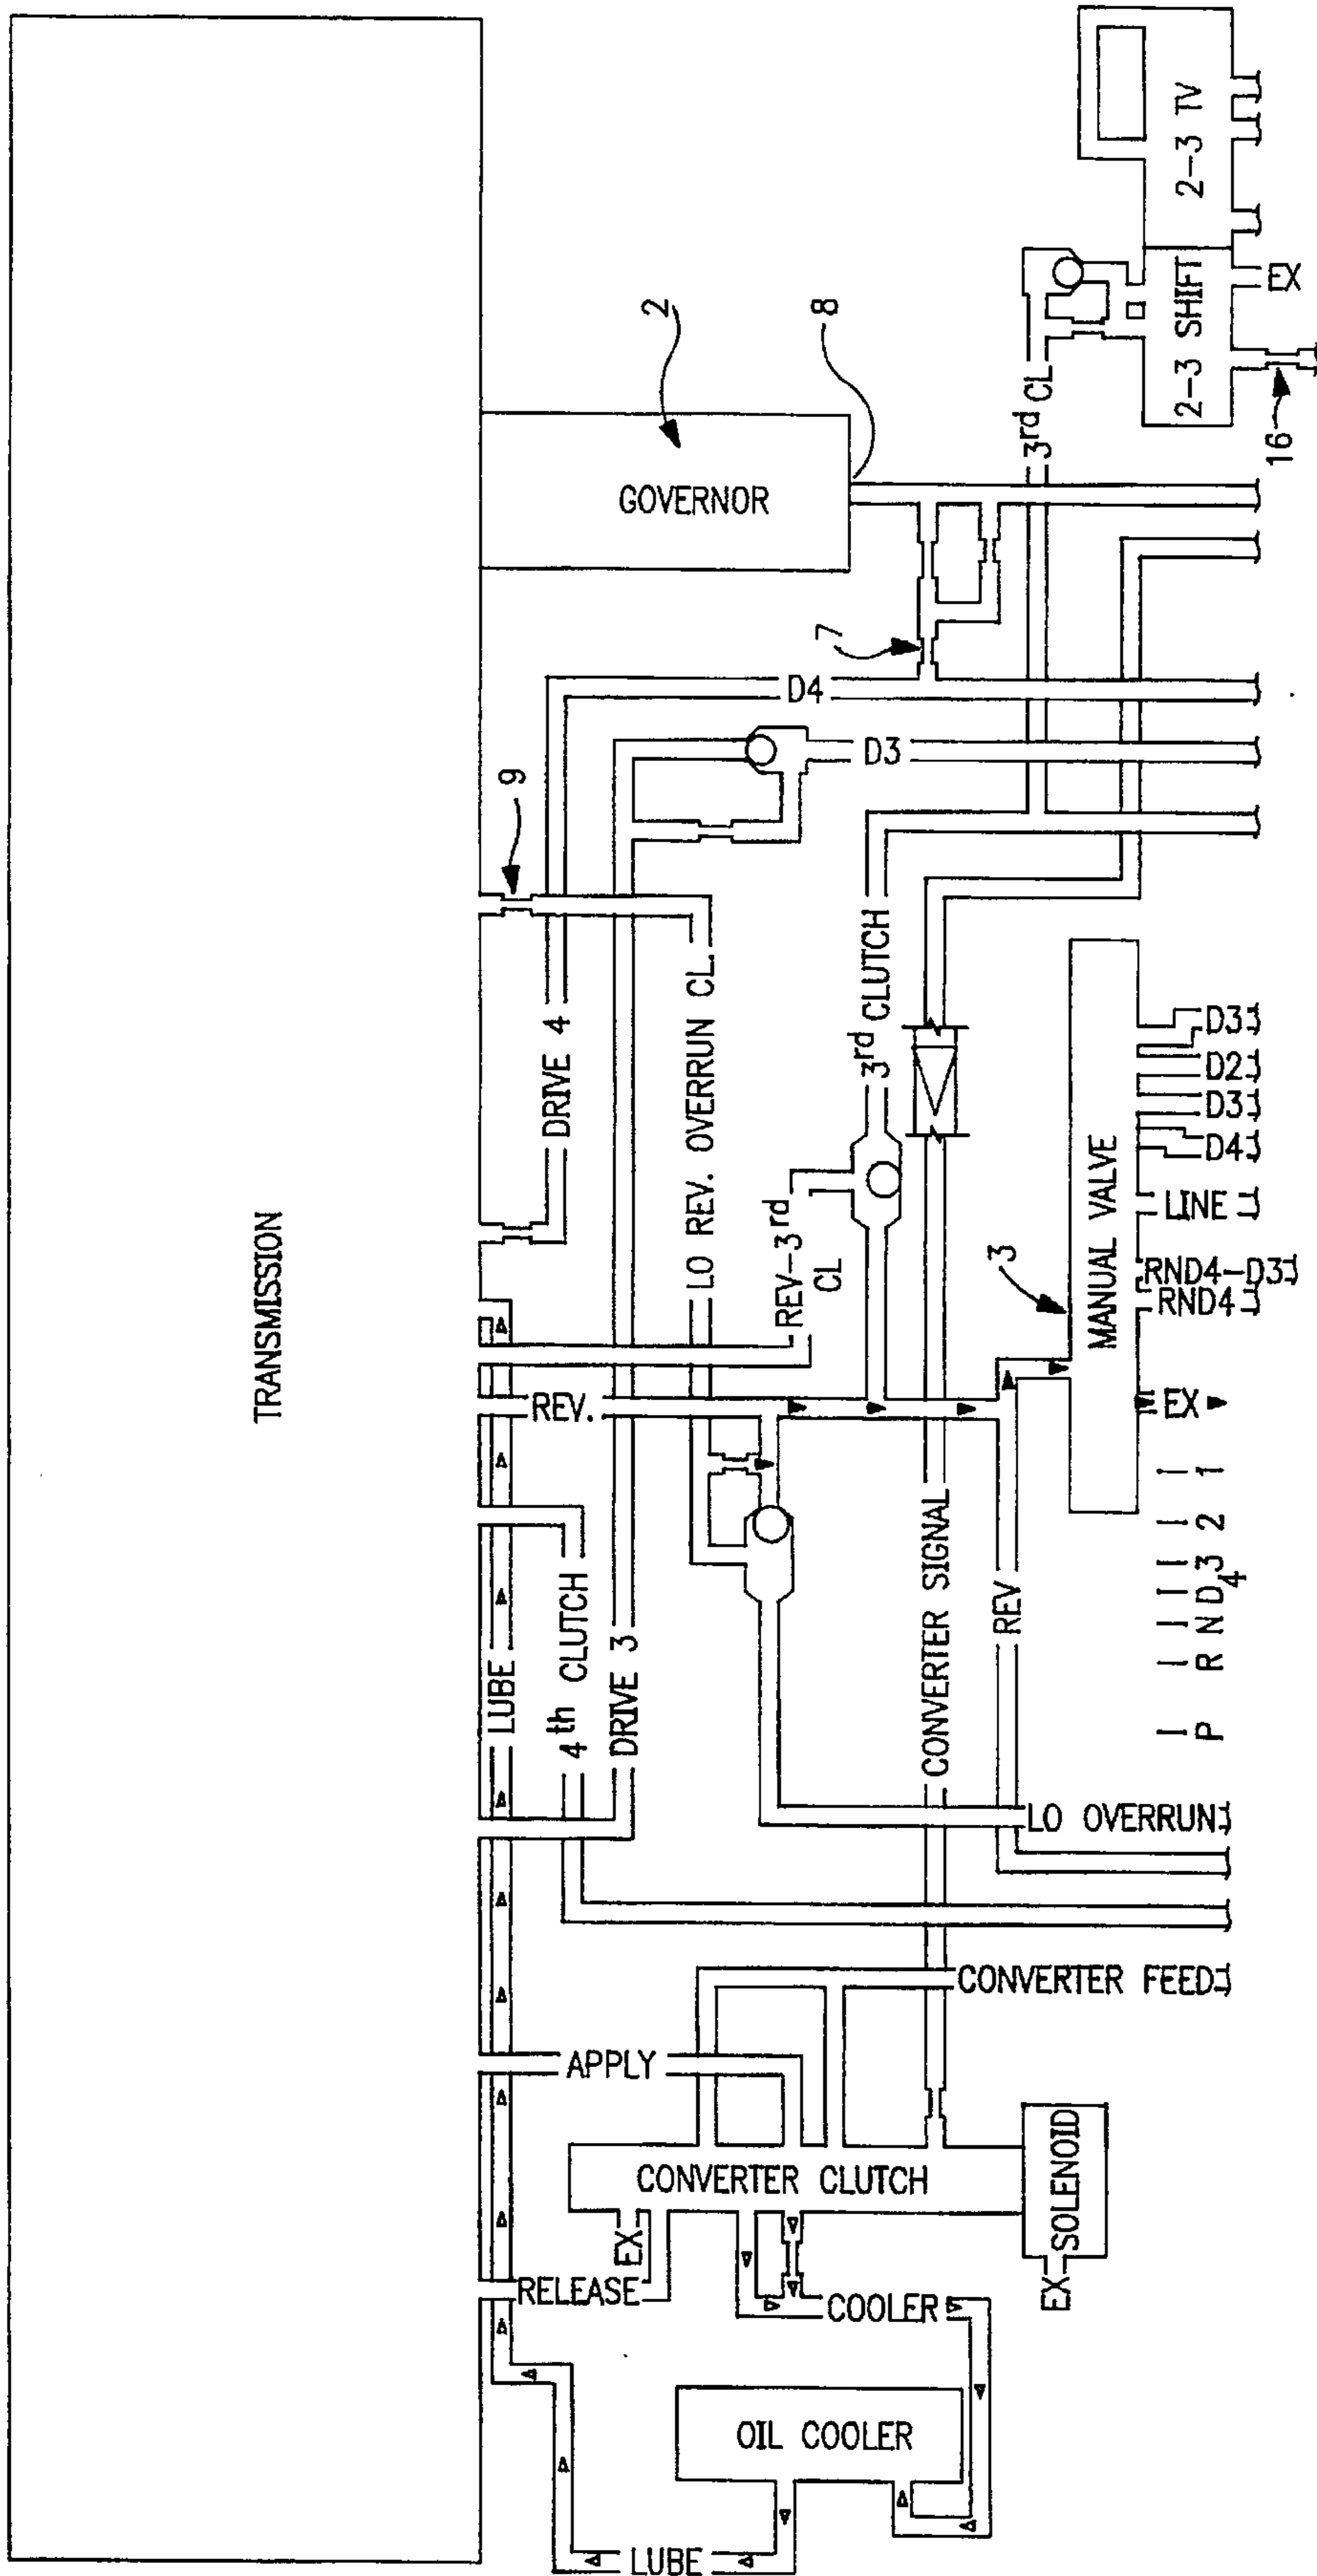 TRANSMISSION
GOVERNOR
2
8
7
9
16
3
2-3 TV
2-3 SHIFT
EX
3rd CL
D4
D3
DRIVE 4
LO REV. OVERRUN CL.
3rd CLUTCH
REV-3rd
CL
REV.
LUBE
4th CLUTCH
DRIVE 3
CONVERTER SIGNAL
REV
MANUAL VALVE
D3
D2
D3
D4
LINE
RND4-D3
RND4
EX
P R N D4 3 2 1
LO OVERRUN
CONVERTER FEED
APPLY
CONVERTER CLUTCH
SOLENOID
EX
EX
RELEASE
COOLER
OIL COOLER
LUBE